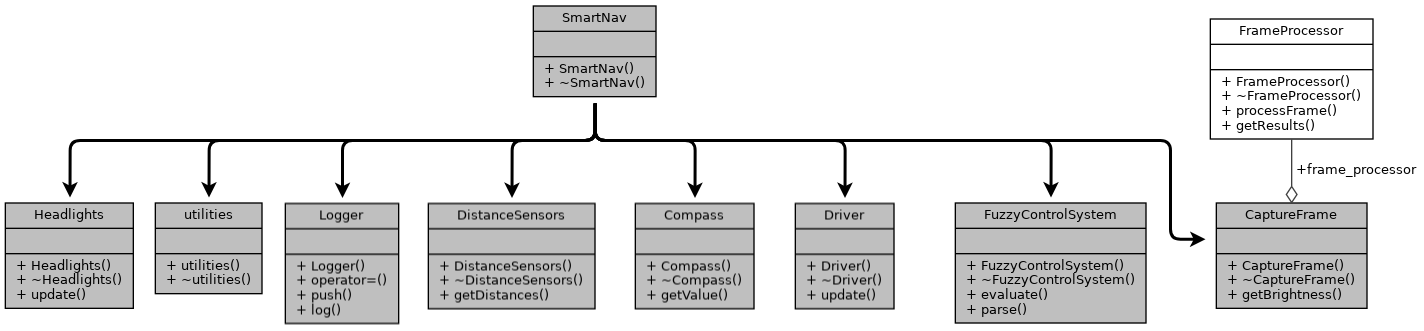 SmartNav
+ SmartNav()
+ ~SmartNav()
FrameProcessor
+ FrameProcessor()
+ ~FrameProcessor()
+ processFrame()
+ getResults()
+frame_processor
Headlights
+ Headlights()
+ ~Headlights()
+ update()
utilities
+ utilities()
+ ~utilities()
Logger
+ Logger()
+ operator=()
+ push()
+ log()
DistanceSensors
+ DistanceSensors()
+ ~DistanceSensors()
+ getDistances()
Compass
+ Compass()
+ ~Compass()
+ getValue()
Driver
+ Driver()
+ ~Driver()
+ update()
FuzzyControlSystem
+ FuzzyControlSystem()
+ ~FuzzyControlSystem()
+ evaluate()
+ parse()
CaptureFrame
+ CaptureFrame()
+ ~CaptureFrame()
+ getBrightness()